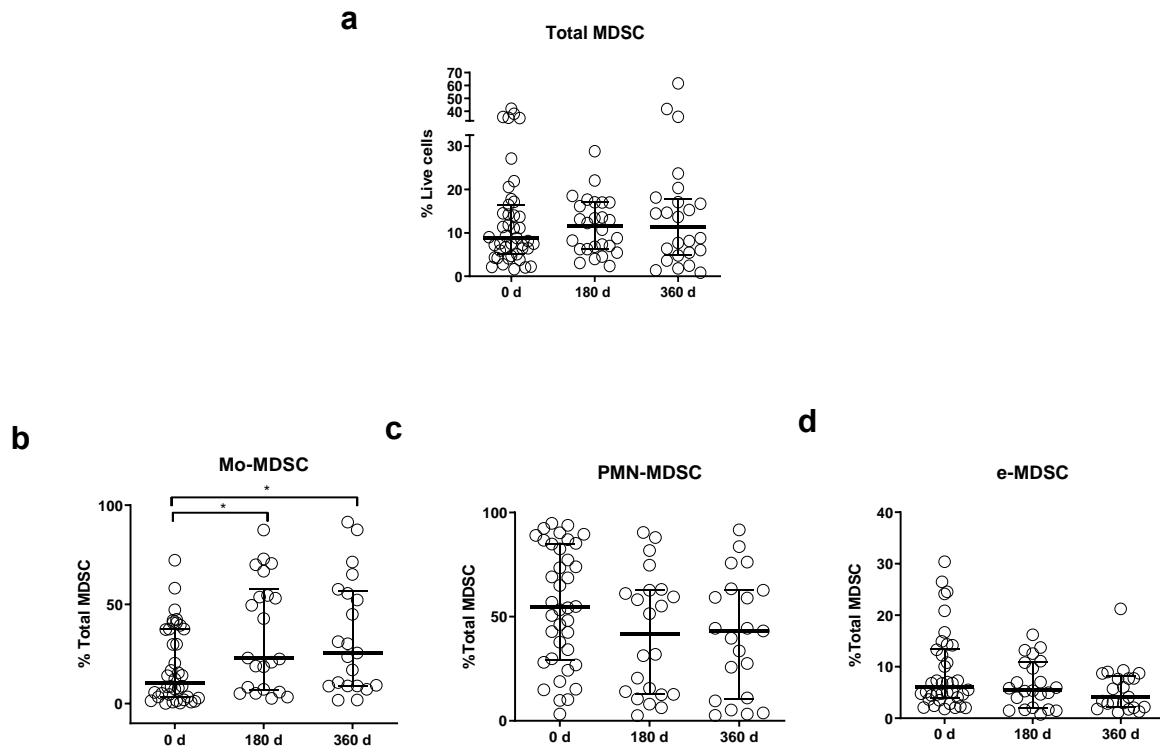 a
Total MDSC
% Live cells
70
60
50
40
30
20
10
0
0 d 180 d 360 d
b
Mo-MDSC
* *
% Total MDSC
100
50
0
0 d 180 d 360 d
c
PMN-MDSC
%Total MDSC
100
50
0
0 d 180 d 360 d
d
e-MDSC
%Total MDSC
40
30
20
10
0
0 d 180 d 360 d